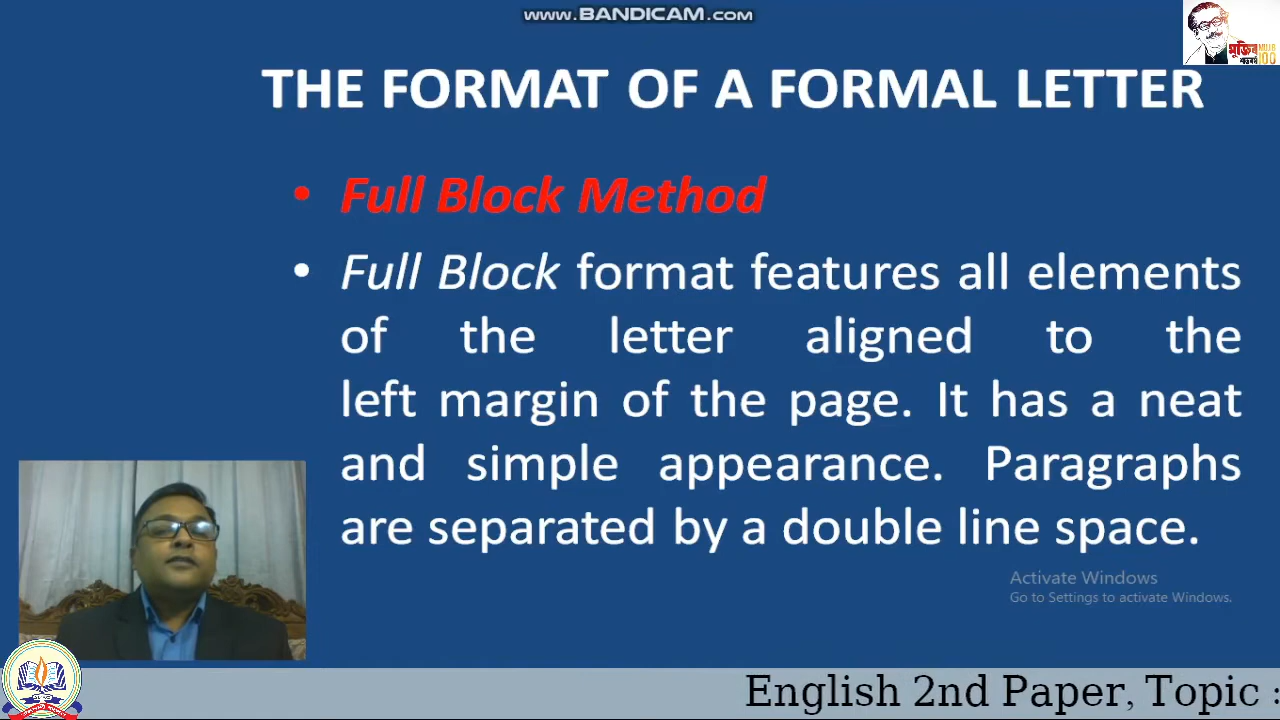 www.BANDICAM.com
মুজিব
শতবর্ষ
100
THE FORMAT OF A FORMAL LETTER
• Full Block Method
• Full Block format features all elements
of the letter aligned to the
left margin of the page. It has a neat
and simple appearance. Paragraphs
are separated by a double line space.
Activate Windows
Go to Settings to activate Windows.
English 2nd Paper, Topic :